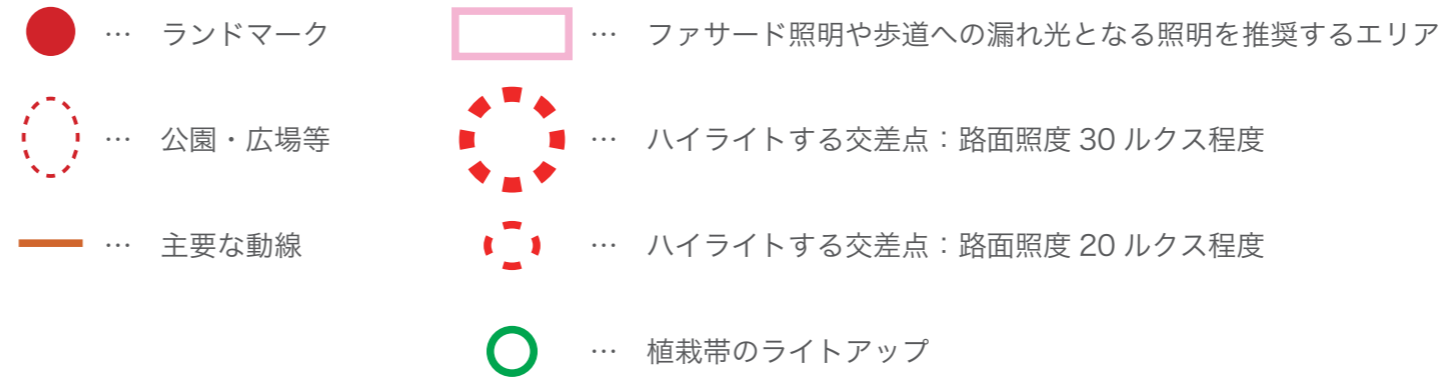 … ランドマーク
… ファサード照明や歩道への漏れ光となる照明を推奨するエリア
… 公園・広場等
… ハイライトする交差点：路面照度 30 ルクス程度
… 主要な動線
… ハイライトする交差点：路面照度 20 ルクス程度
… 植栽帯のライトアップ